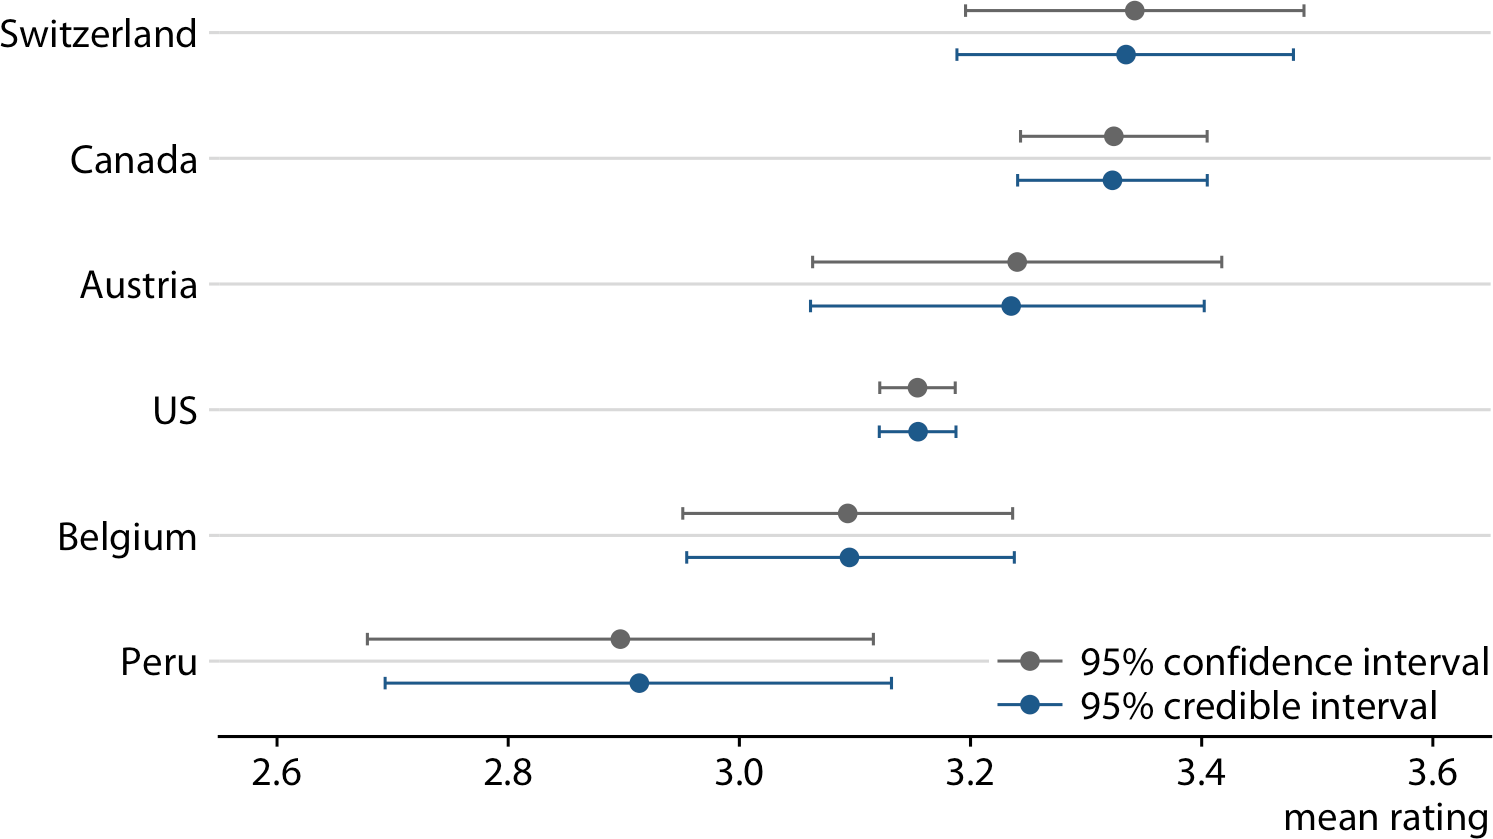 Switzerland
Canada
Austria
US
Belgium
Peru
95% confidence interval
95% credible interval
2.6 2.8 3.0 3.2 3.4 3.6
mean rating